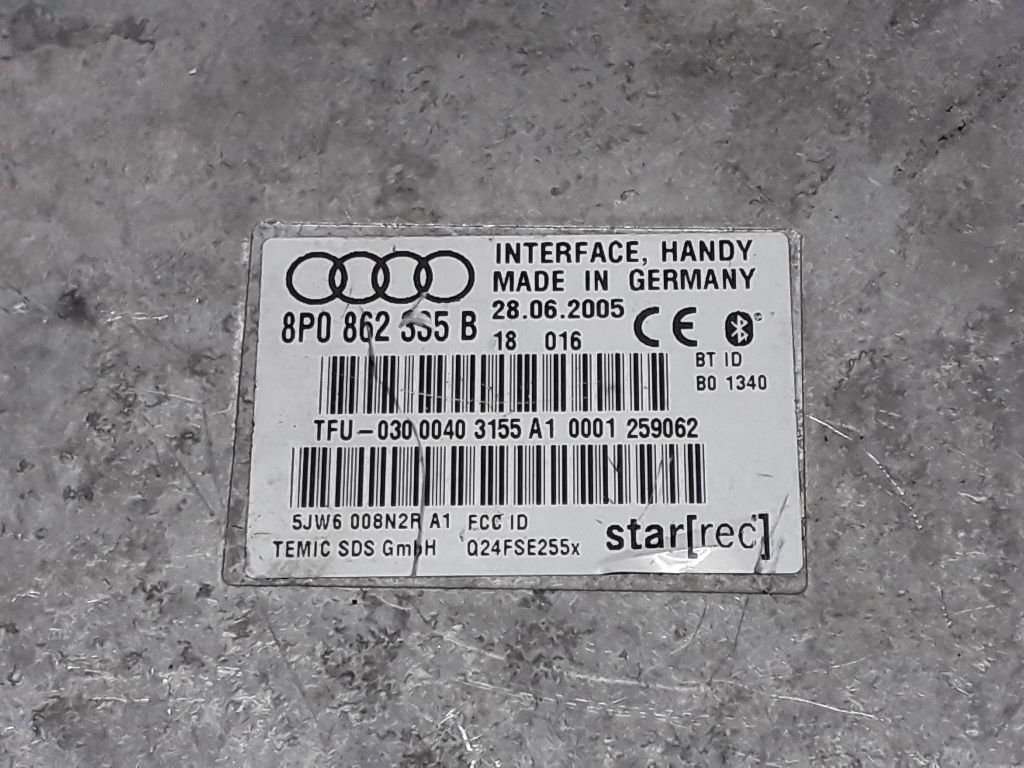 INTERFACE, HANDY
MADE IN GERMANY
28.06.2005
8P0 862 335 B
18 016
BT ID
B0 1340
TFU-030 0040 3155 A1 0001 259062
5JW6 008N2R A1 FCC ID
TEMIC SDS GmbH Q24FSE255x
star[rec]